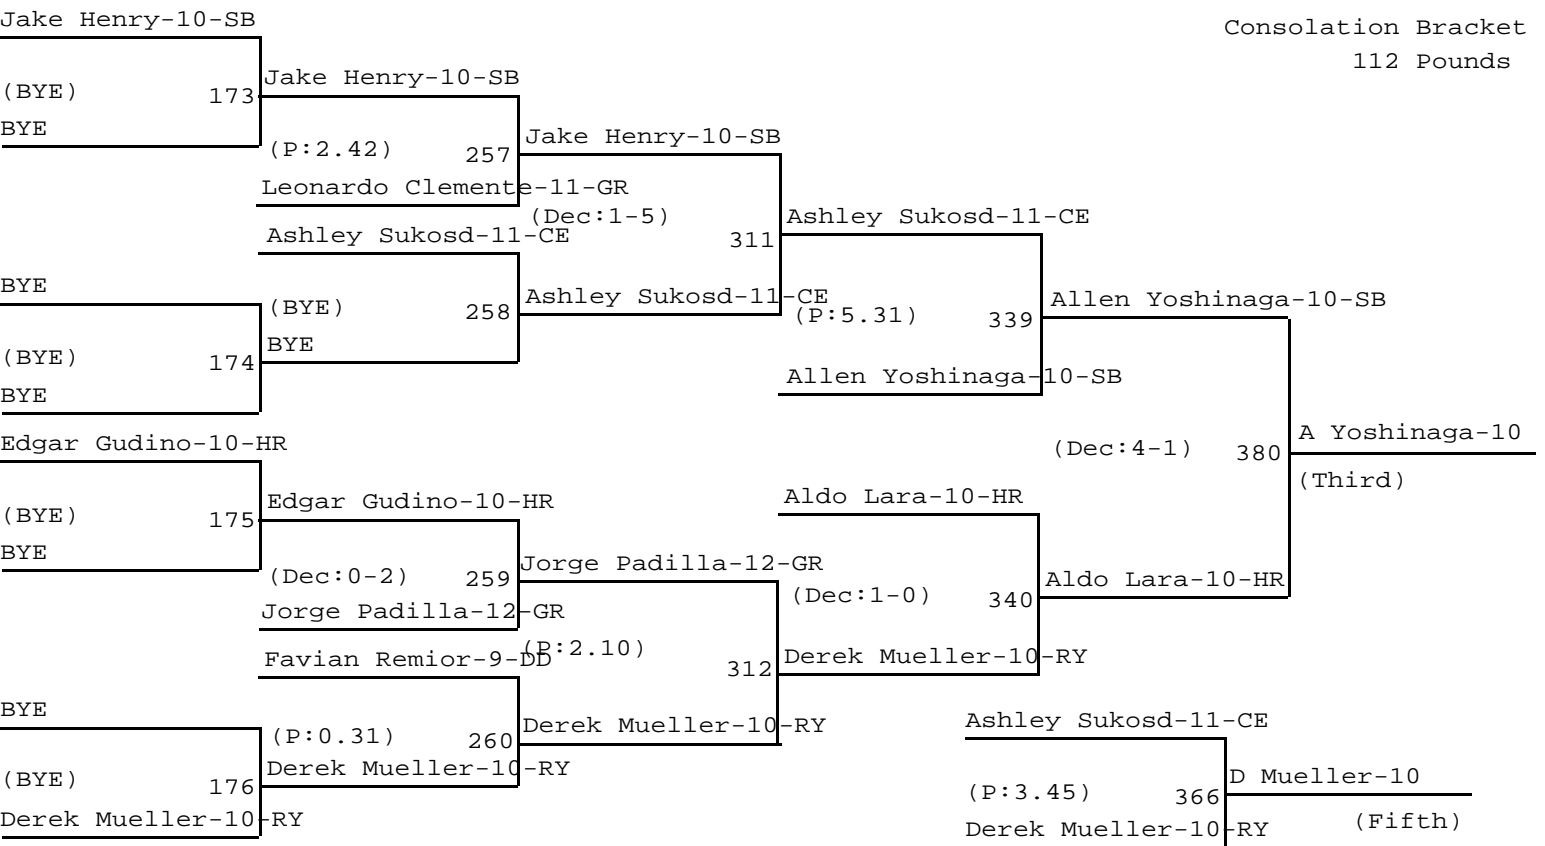 Jake Henry-10-SB
Consolation Bracket
112 Pounds
Jake Henry-10-SB
(BYE)
173
BYE
Jake Henry-10-SB
(P:2.42)
257
Leonardo Clemente-11-GR
(Dec:1-5)
Ashley Sukosd-11-CE
311
Ashley Sukosd-11-CE
BYE
(BYE)
258
Ashley Sukosd-11-CE
(P:5.31)
339
Allen Yoshinaga-10-SB
BYE
(BYE)
174
Allen Yoshinaga-10-SB
BYE
Edgar Gudino-10-HR
(Dec:4-1)
380
A Yoshinaga-10
(Third)
Edgar Gudino-10-HR
Aldo Lara-10-HR
(BYE)
175
BYE
Jorge Padilla-12-GR
(Dec:0-2)
259
(Dec:1-0)
340
Aldo Lara-10-HR
Jorge Padilla-12-GR
(P:2.10)
Favian Remior-9-DD
312
Derek Mueller-10-RY
BYE
Derek Mueller-10-RY
Ashley Sukosd-11-CE
(P:0.31)
260
Derek Mueller-10-RY
(BYE)
176
D Mueller-10
(P:3.45)
366
Derek Mueller-10-RY
Derek Mueller-10-RY
(Fifth)